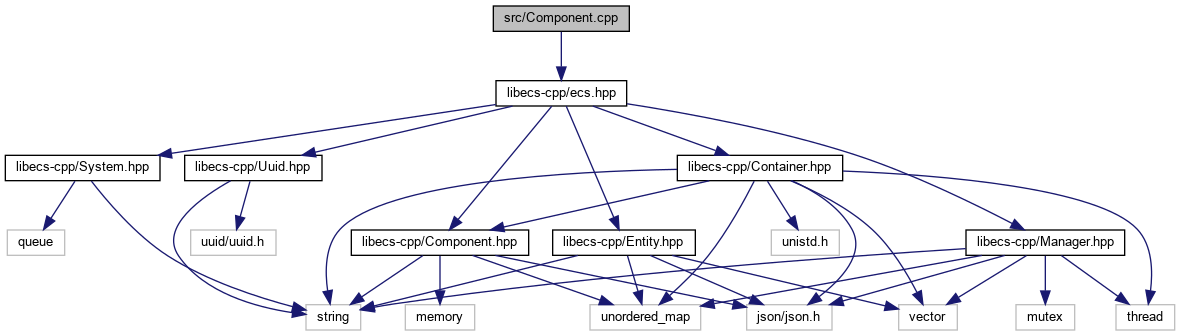 src/Component.cpp
libecs-cpp/ecs.hpp
libecs-cpp/System.hpp
libecs-cpp/Uuid.hpp
libecs-cpp/Container.hpp
queue
uuid/uuid.h
libecs-cpp/Component.hpp
libecs-cpp/Entity.hpp
unistd.h
libecs-cpp/Manager.hpp
string
memory
unordered_map
json/json.h
vector
mutex
thread